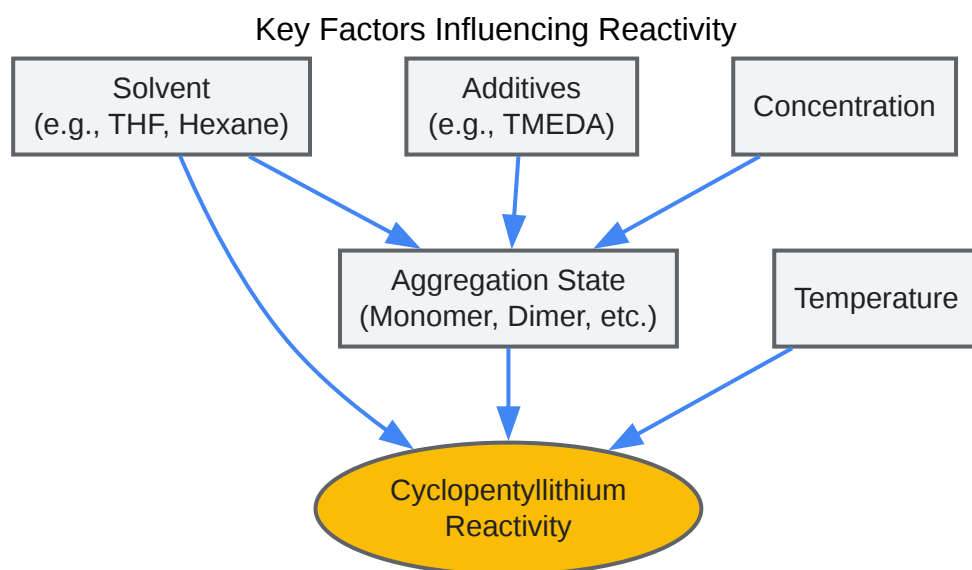 Key Factors Influencing Reactivity
Solvent
(e.g., THF, Hexane)
Additives
(e.g., TMEDA)
Concentration
Aggregation State
(Monomer, Dimer, etc.)
Temperature
Cyclopentyllithium
Reactivity